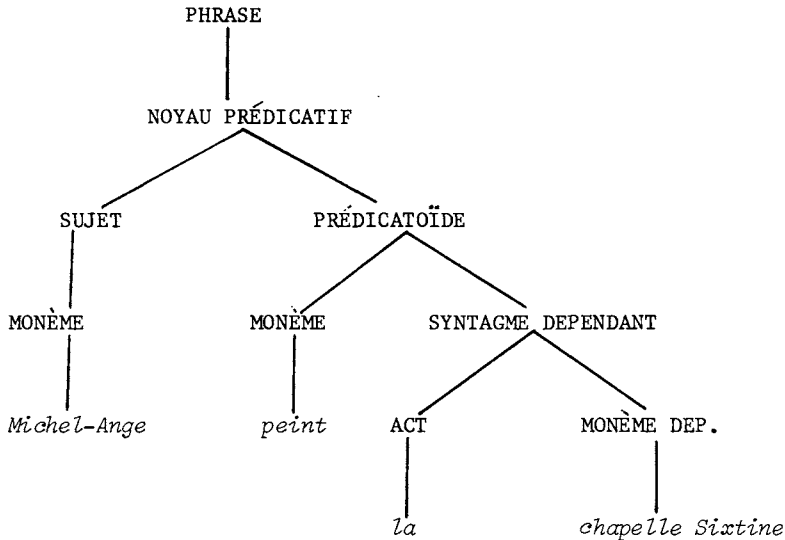 PHRASE
NOYAU PRÉDICATIF
SUJET PRÉDICATOÏDE
MONÈME MONÈME SYNTAGME DEPENDANT
Michel-Ange peint ACT MONÈME DEP.
la chapelle Sixtine